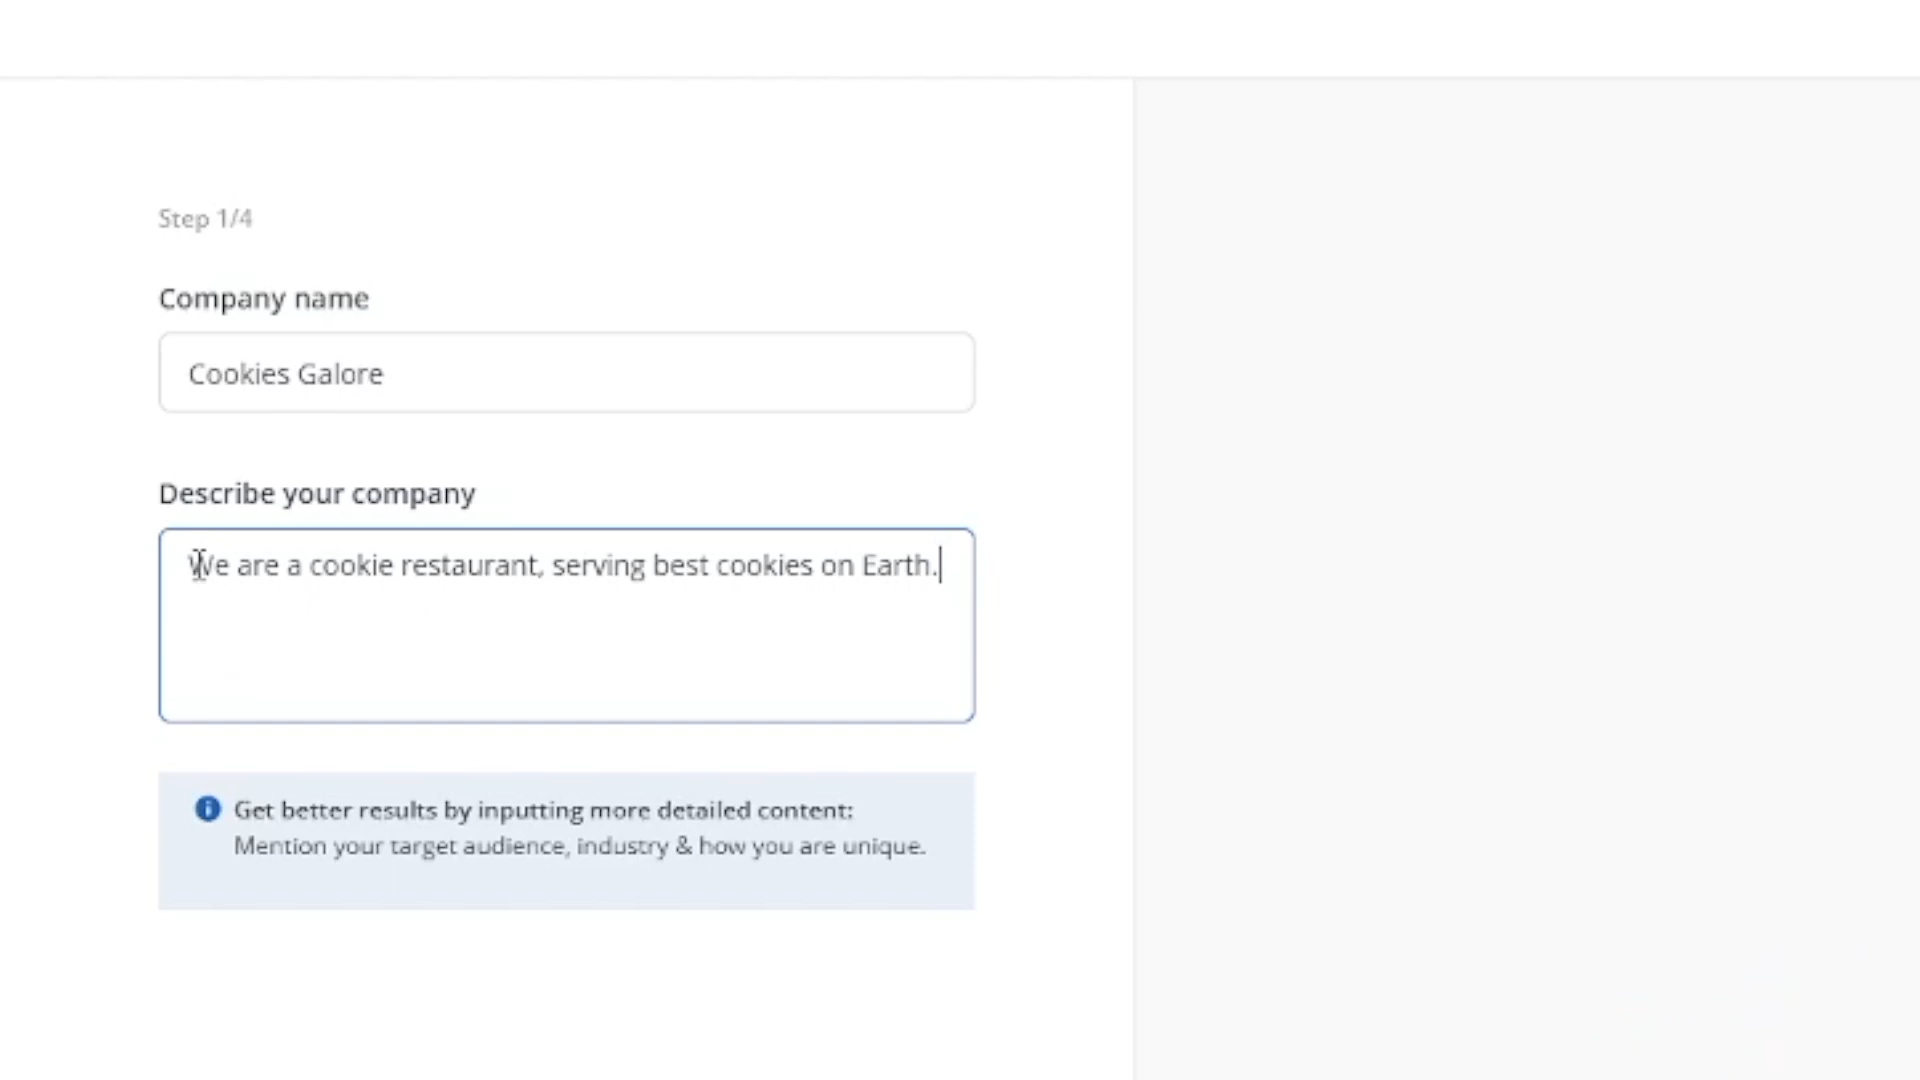 Step 1/4
Company name
Cookies Galore
Describe your company
We are a cookie restaurant, serving best cookies on Earth.
Get better results by inputting more detailed content:
Mention your target audience, industry & how you are unique.